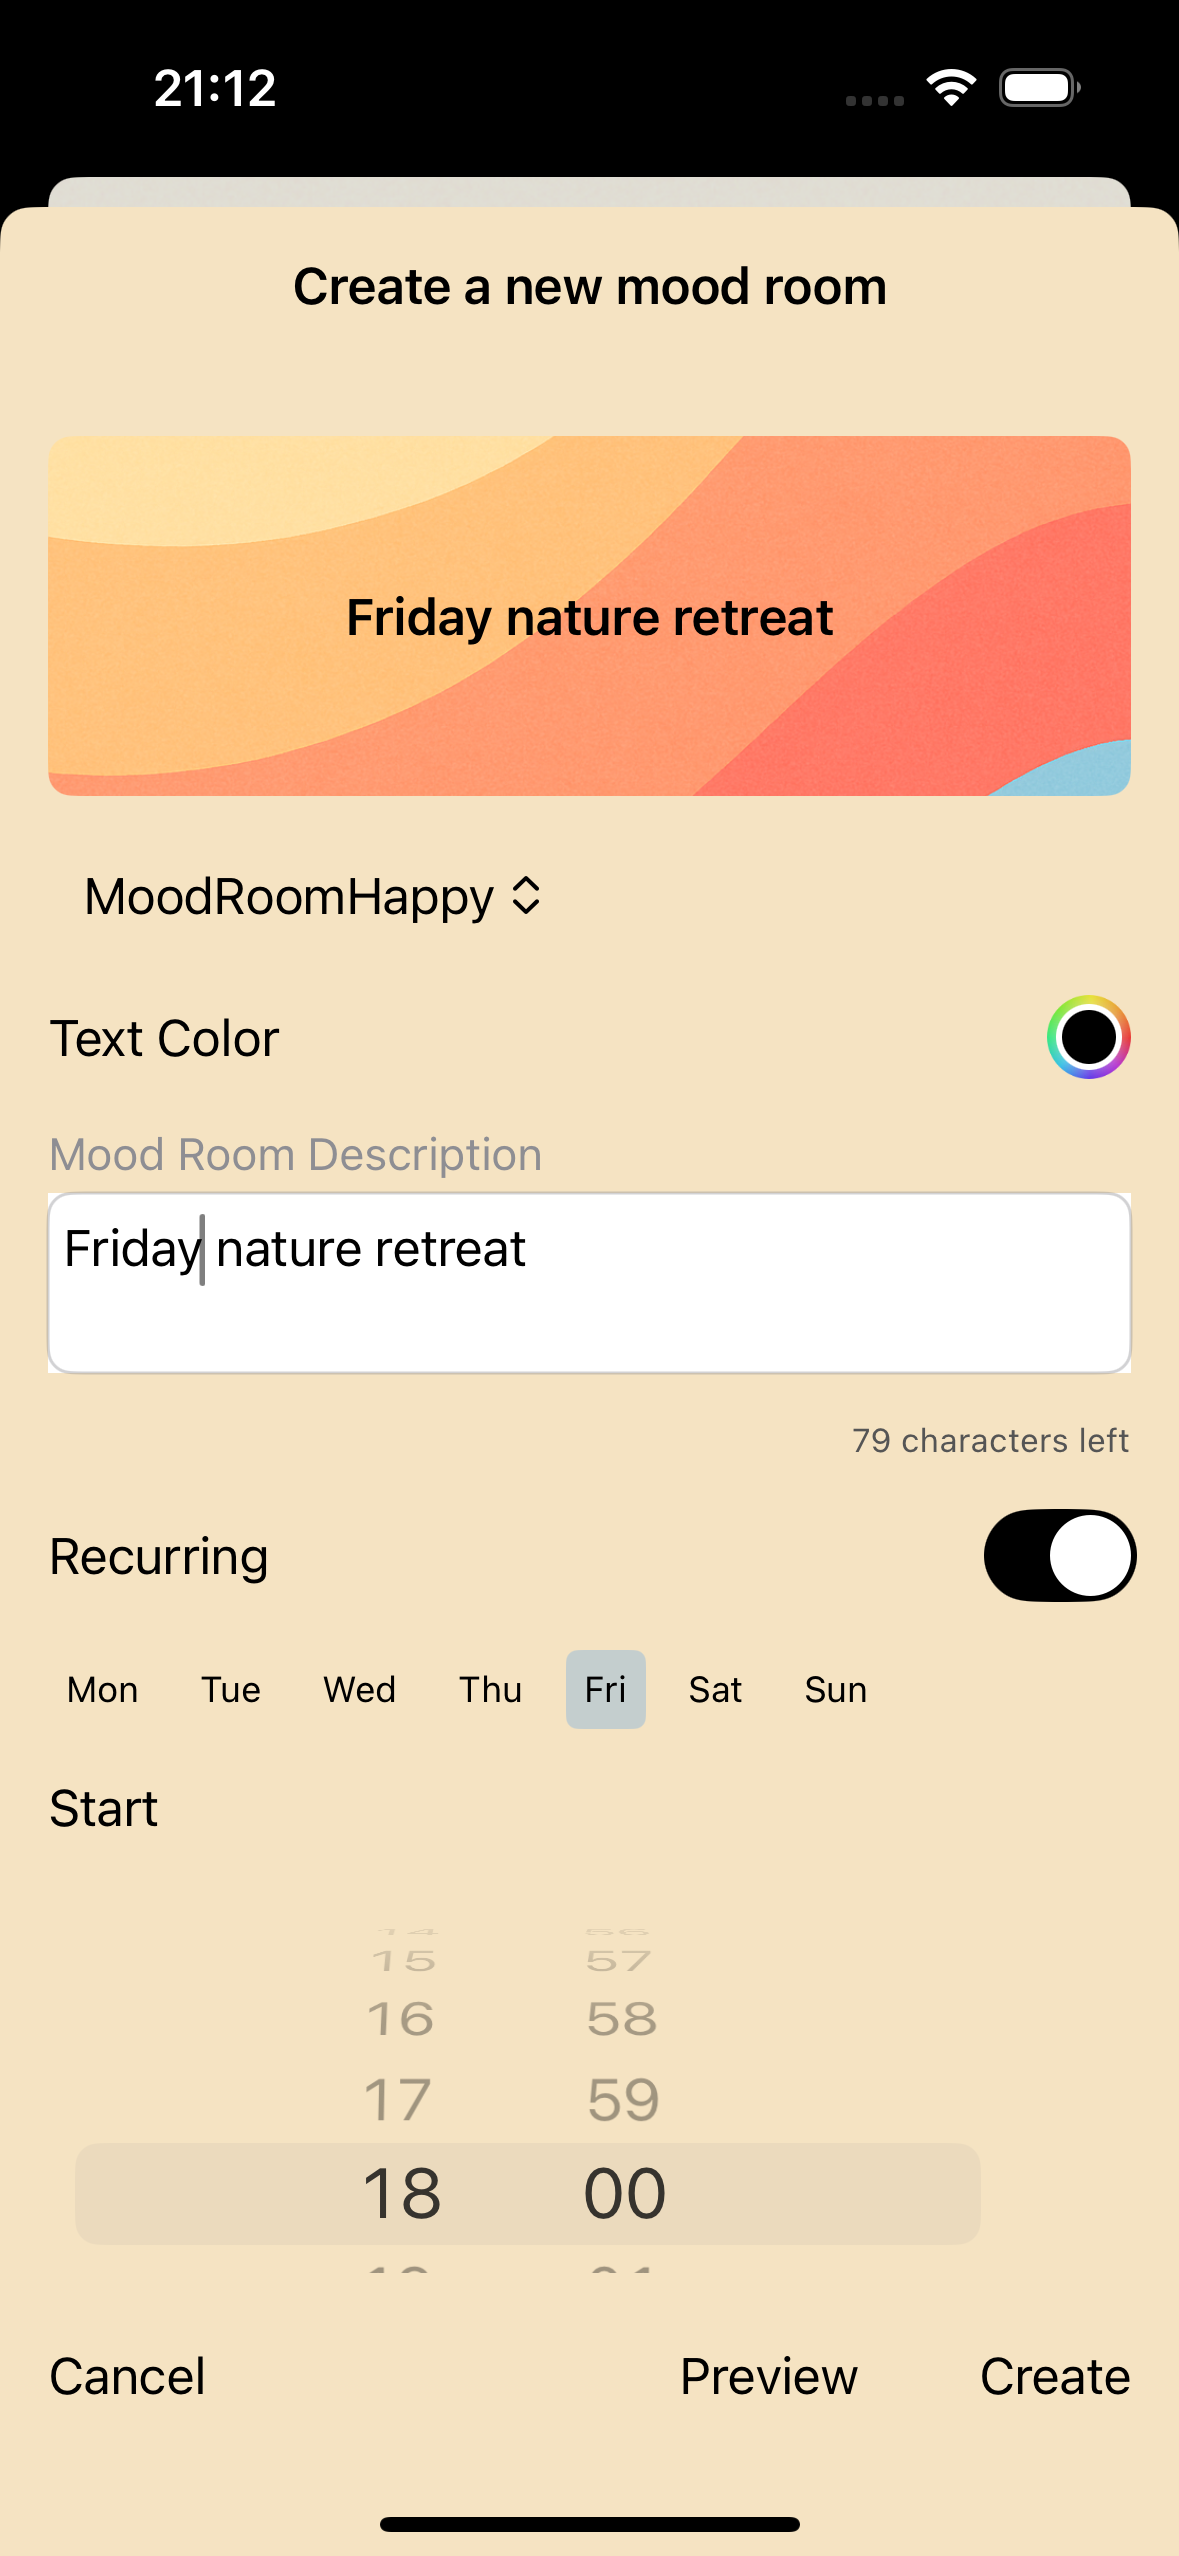 21:12
Create a new mood room
Friday nature retreat
MoodRoomHappy
Text Color
Mood Room Description
Friday nature retreat
79 characters left
Recurring
Mon Tue Wed Thu Fri Sat Sun
Start
15 57
16 58
17 59
18 00
Cancel Preview Create